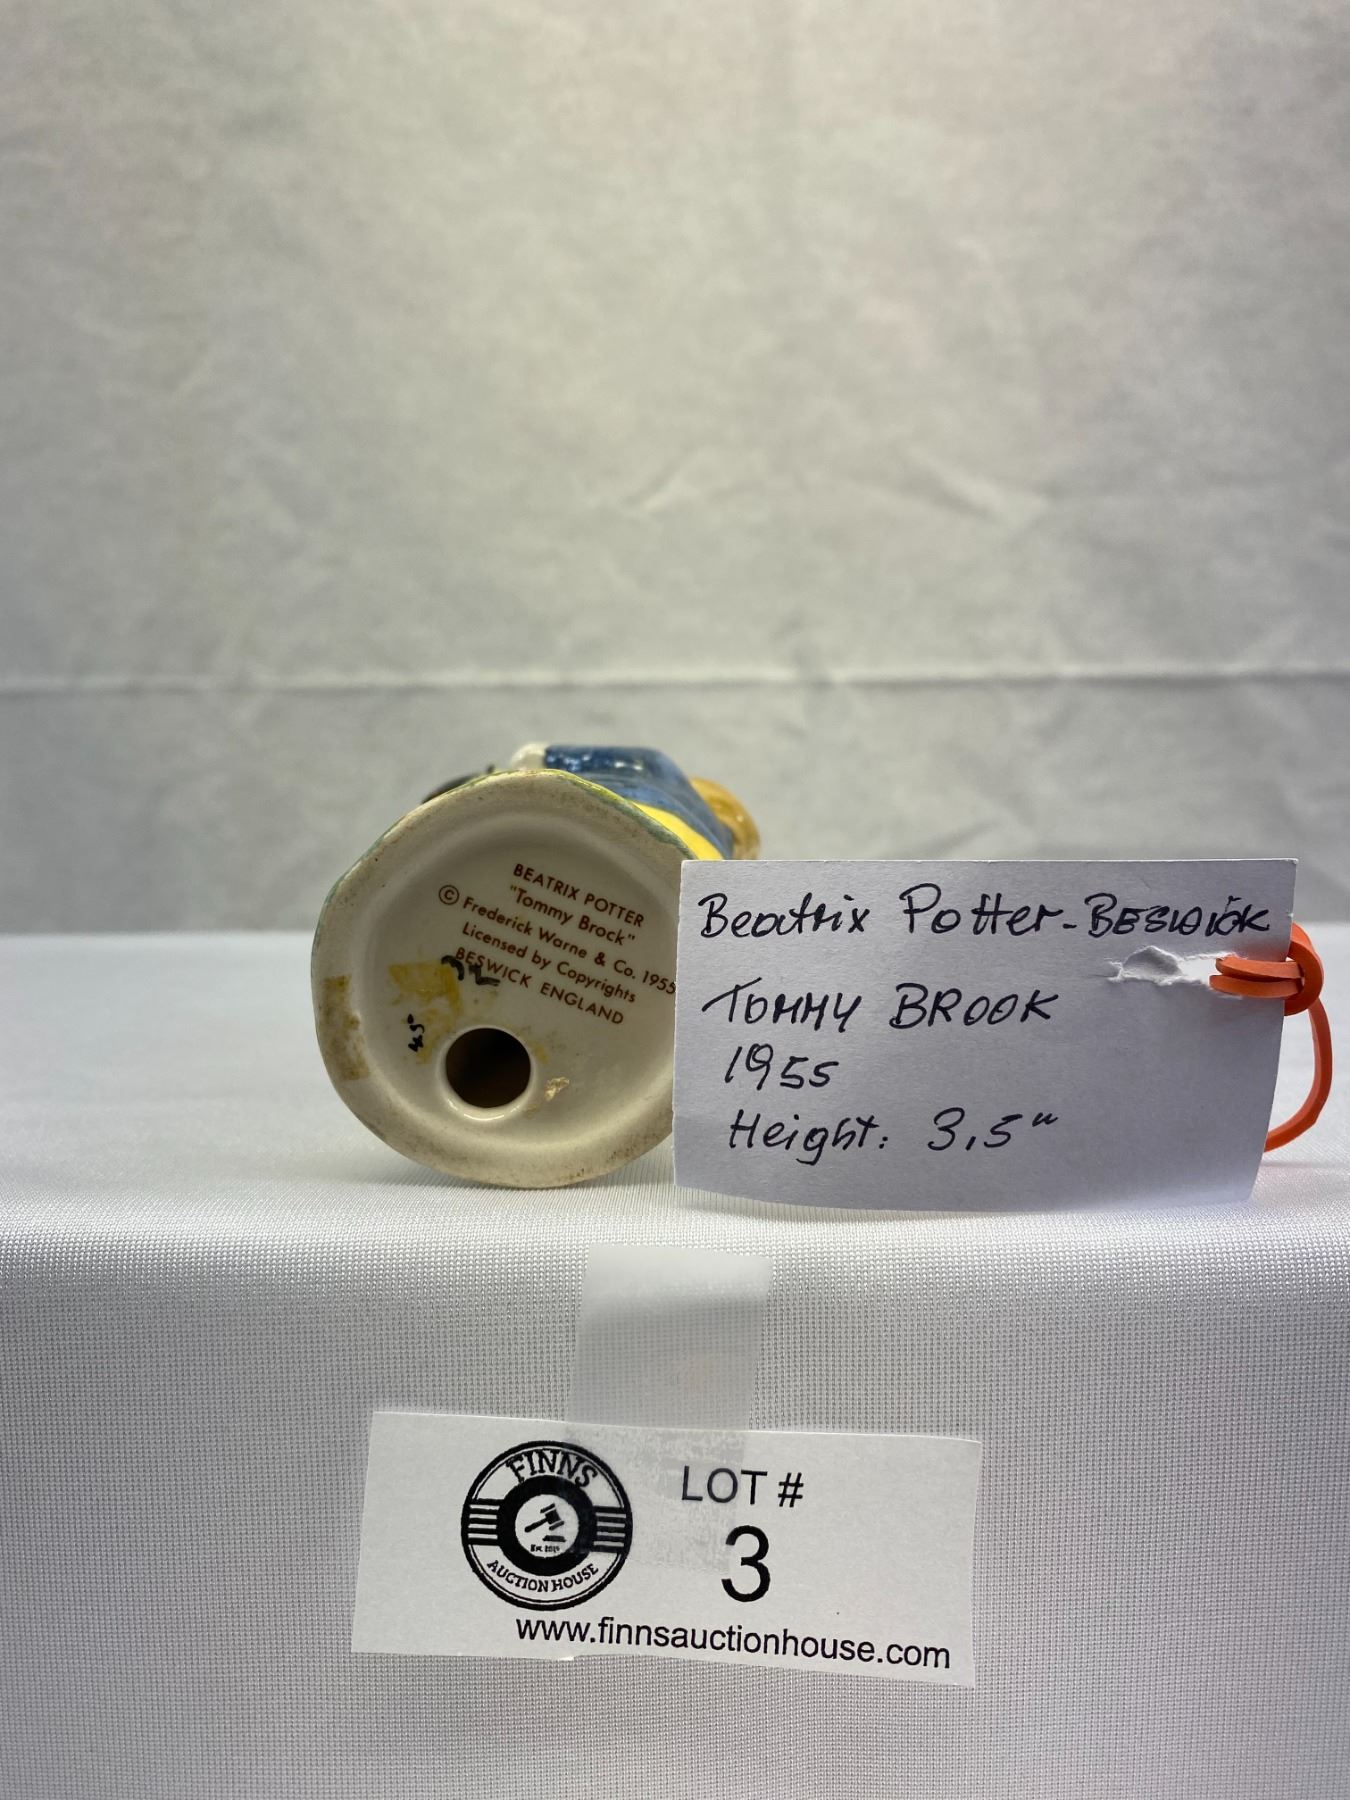 BEATRIX POTTER
"Tommy Brock"
© Frederick Warne & Co. 1955
Licensed by Copyrights
BESWICK ENGLAND
45
Beatrix Potter-BESWICK
TOMMY BROOK
1955
Height: 3,5"
FINNS
AUCTION HOUSE
LOT #
3
www.finnsauctionhouse.com